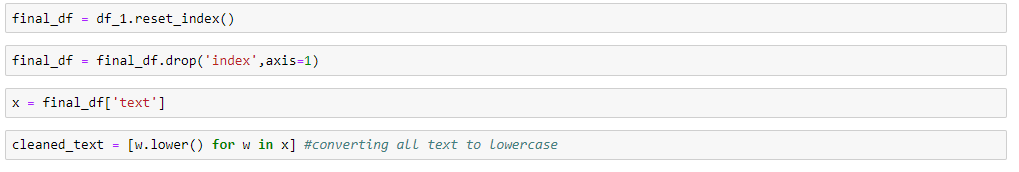 final_df = df_1.reset_index()
final_df = final_df.drop('index',axis=1)
x = final_df['text']
cleaned_text = [w.lower() for w in x] #converting all text to lowercase